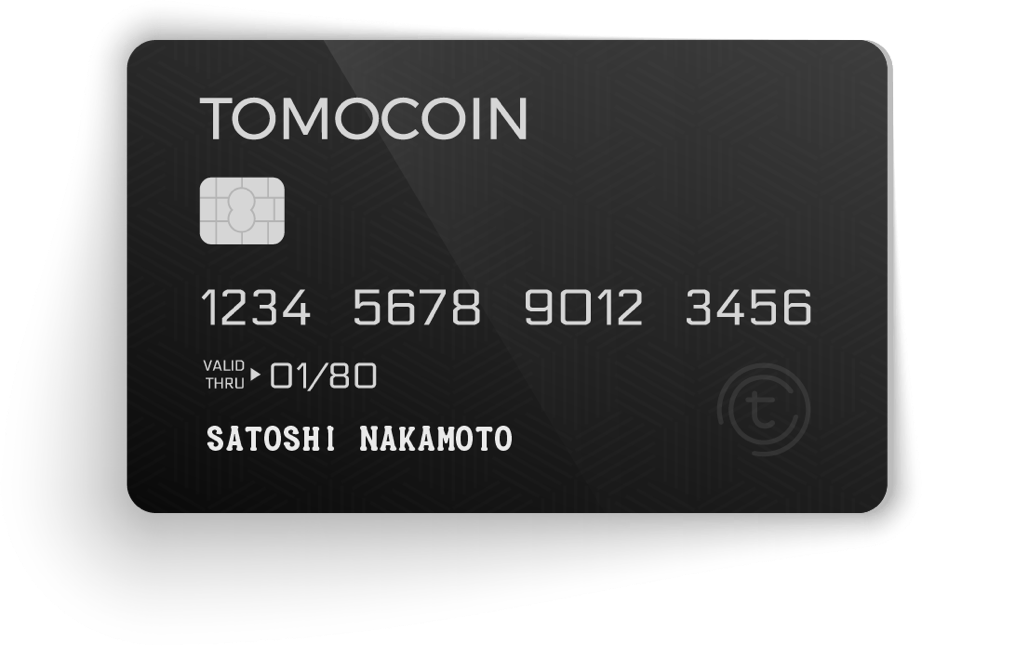 TOMOCOIN
1234 5678 9012 3456
VALID
THRU
01/80
SATOSHI NAKAMOTO
t